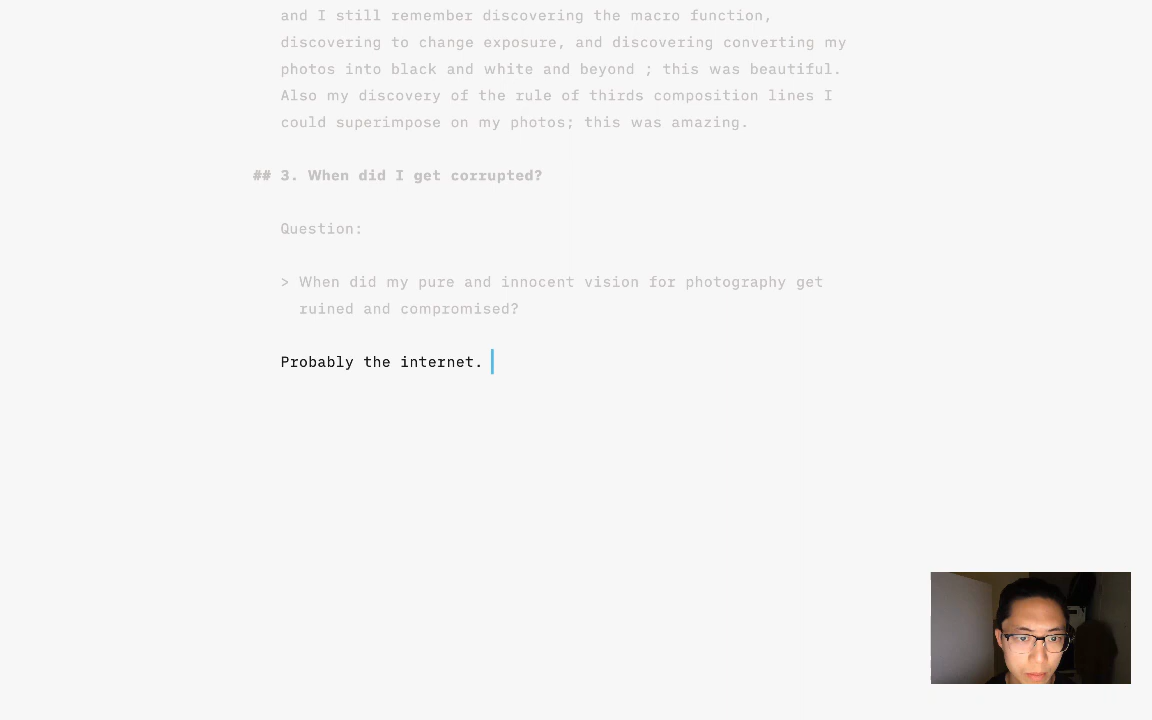 and I still remember discovering the macro function,
discovering to change exposure, and discovering converting my
photos into black and white and beyond ; this was beautiful.
Also my discovery of the rule of thirds composition lines I
could superimpose on my photos; this was amazing.
## 3. When did I get corrupted?
Question:
> When did my pure and innocent vision for photography get
ruined and compromised?
Probably the internet.